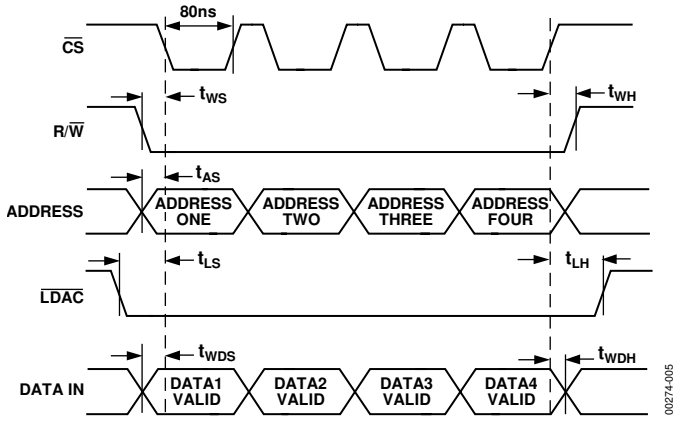 80ns
CS
tWS
tWH
R/W
tAS
ADDRESS
ADDRESS ONE
ADDRESS TWO
ADDRESS THREE
ADDRESS FOUR
tLS
tLH
LDAC
tWDS
tWDH
DATA IN
DATA1 VALID
DATA2 VALID
DATA3 VALID
DATA4 VALID
00274-005